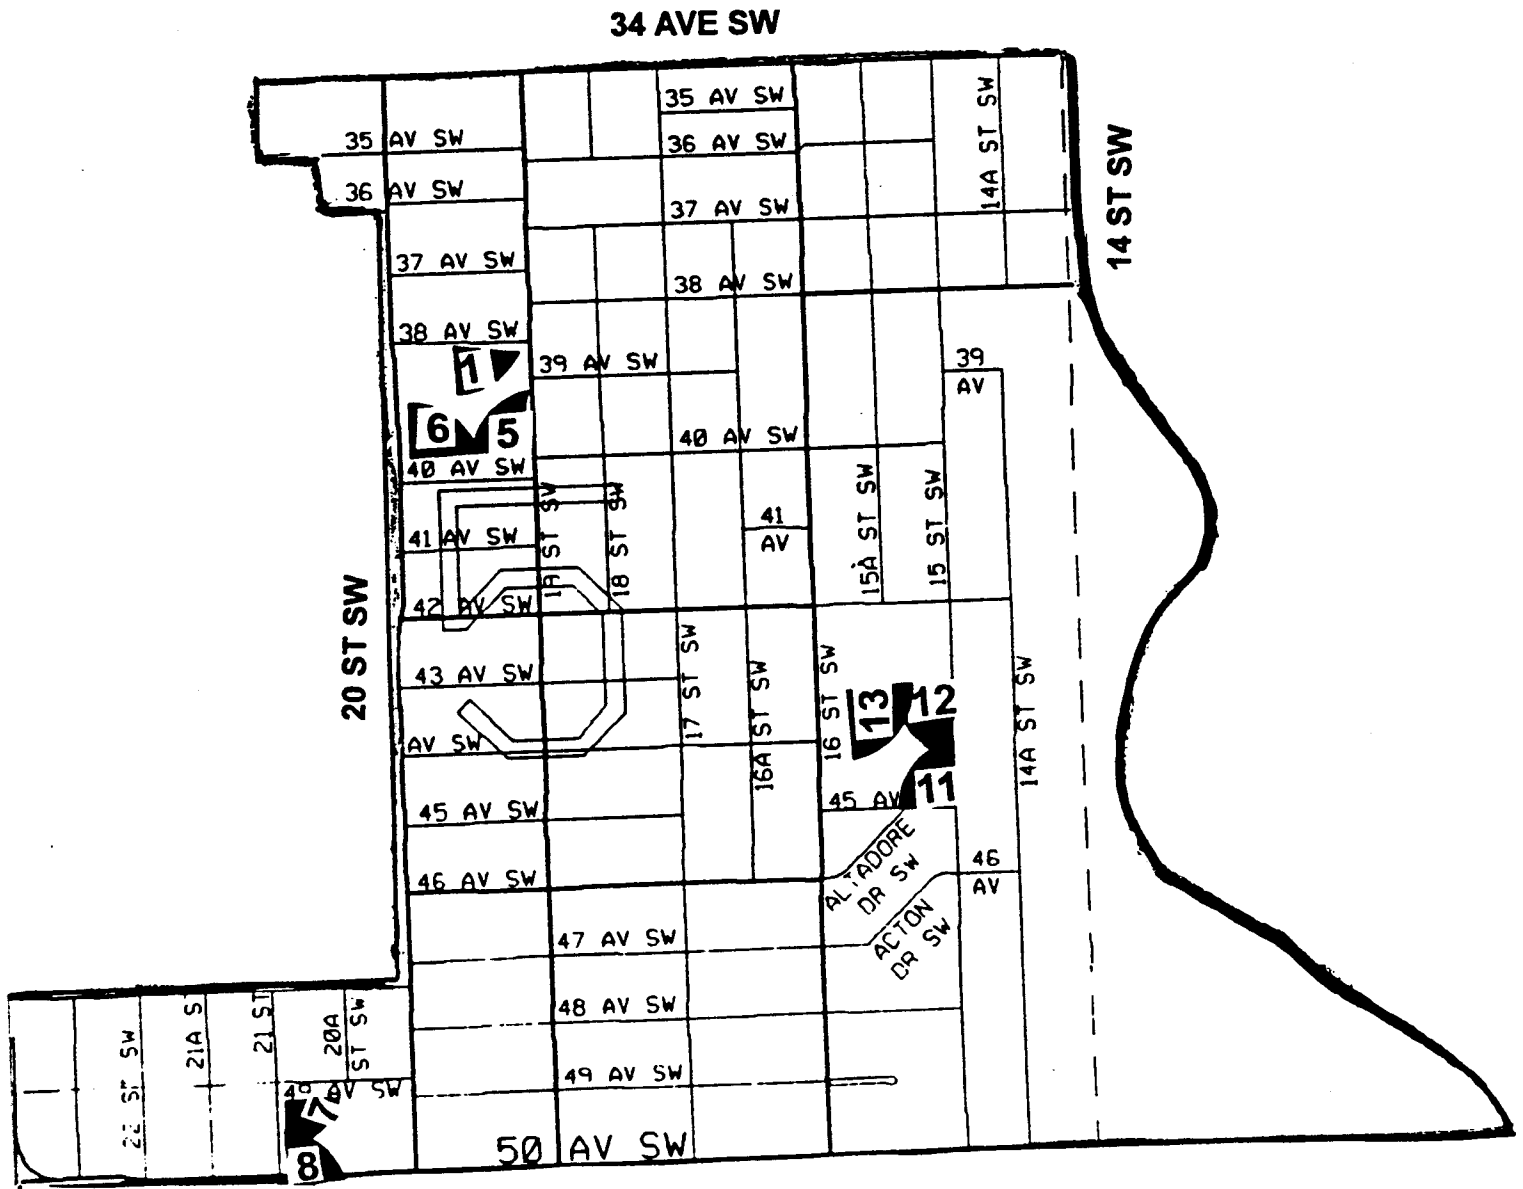 34 AVE SW
35 AV SW
35 AV SW
36 AV SW
14A ST SW
14 ST SW
36 AV SW
37 AV SW
37 AV SW
38 AV SW
38 AV SW
1
39 AV SW
39
AV
6
5
40 AV SW
40 AV SW
41 AV SW
19 ST SW
18 ST SW
41
AV
15A ST SW
15 ST SW
42 AV SW
20 ST SW
43 AV SW
17 ST SW
16A ST SW
16 ST SW
13
12
14A ST SW
AV SW
11
45 AV SW
45 AV
ALTADORE
DR SW
46
AV
46 AV SW
ACTON
DR SW
47 AV SW
48 AV SW
22 ST SW
21A S
21 ST
20A
ST SW
49 AV SW
AV SW
7
8
50 AV SW